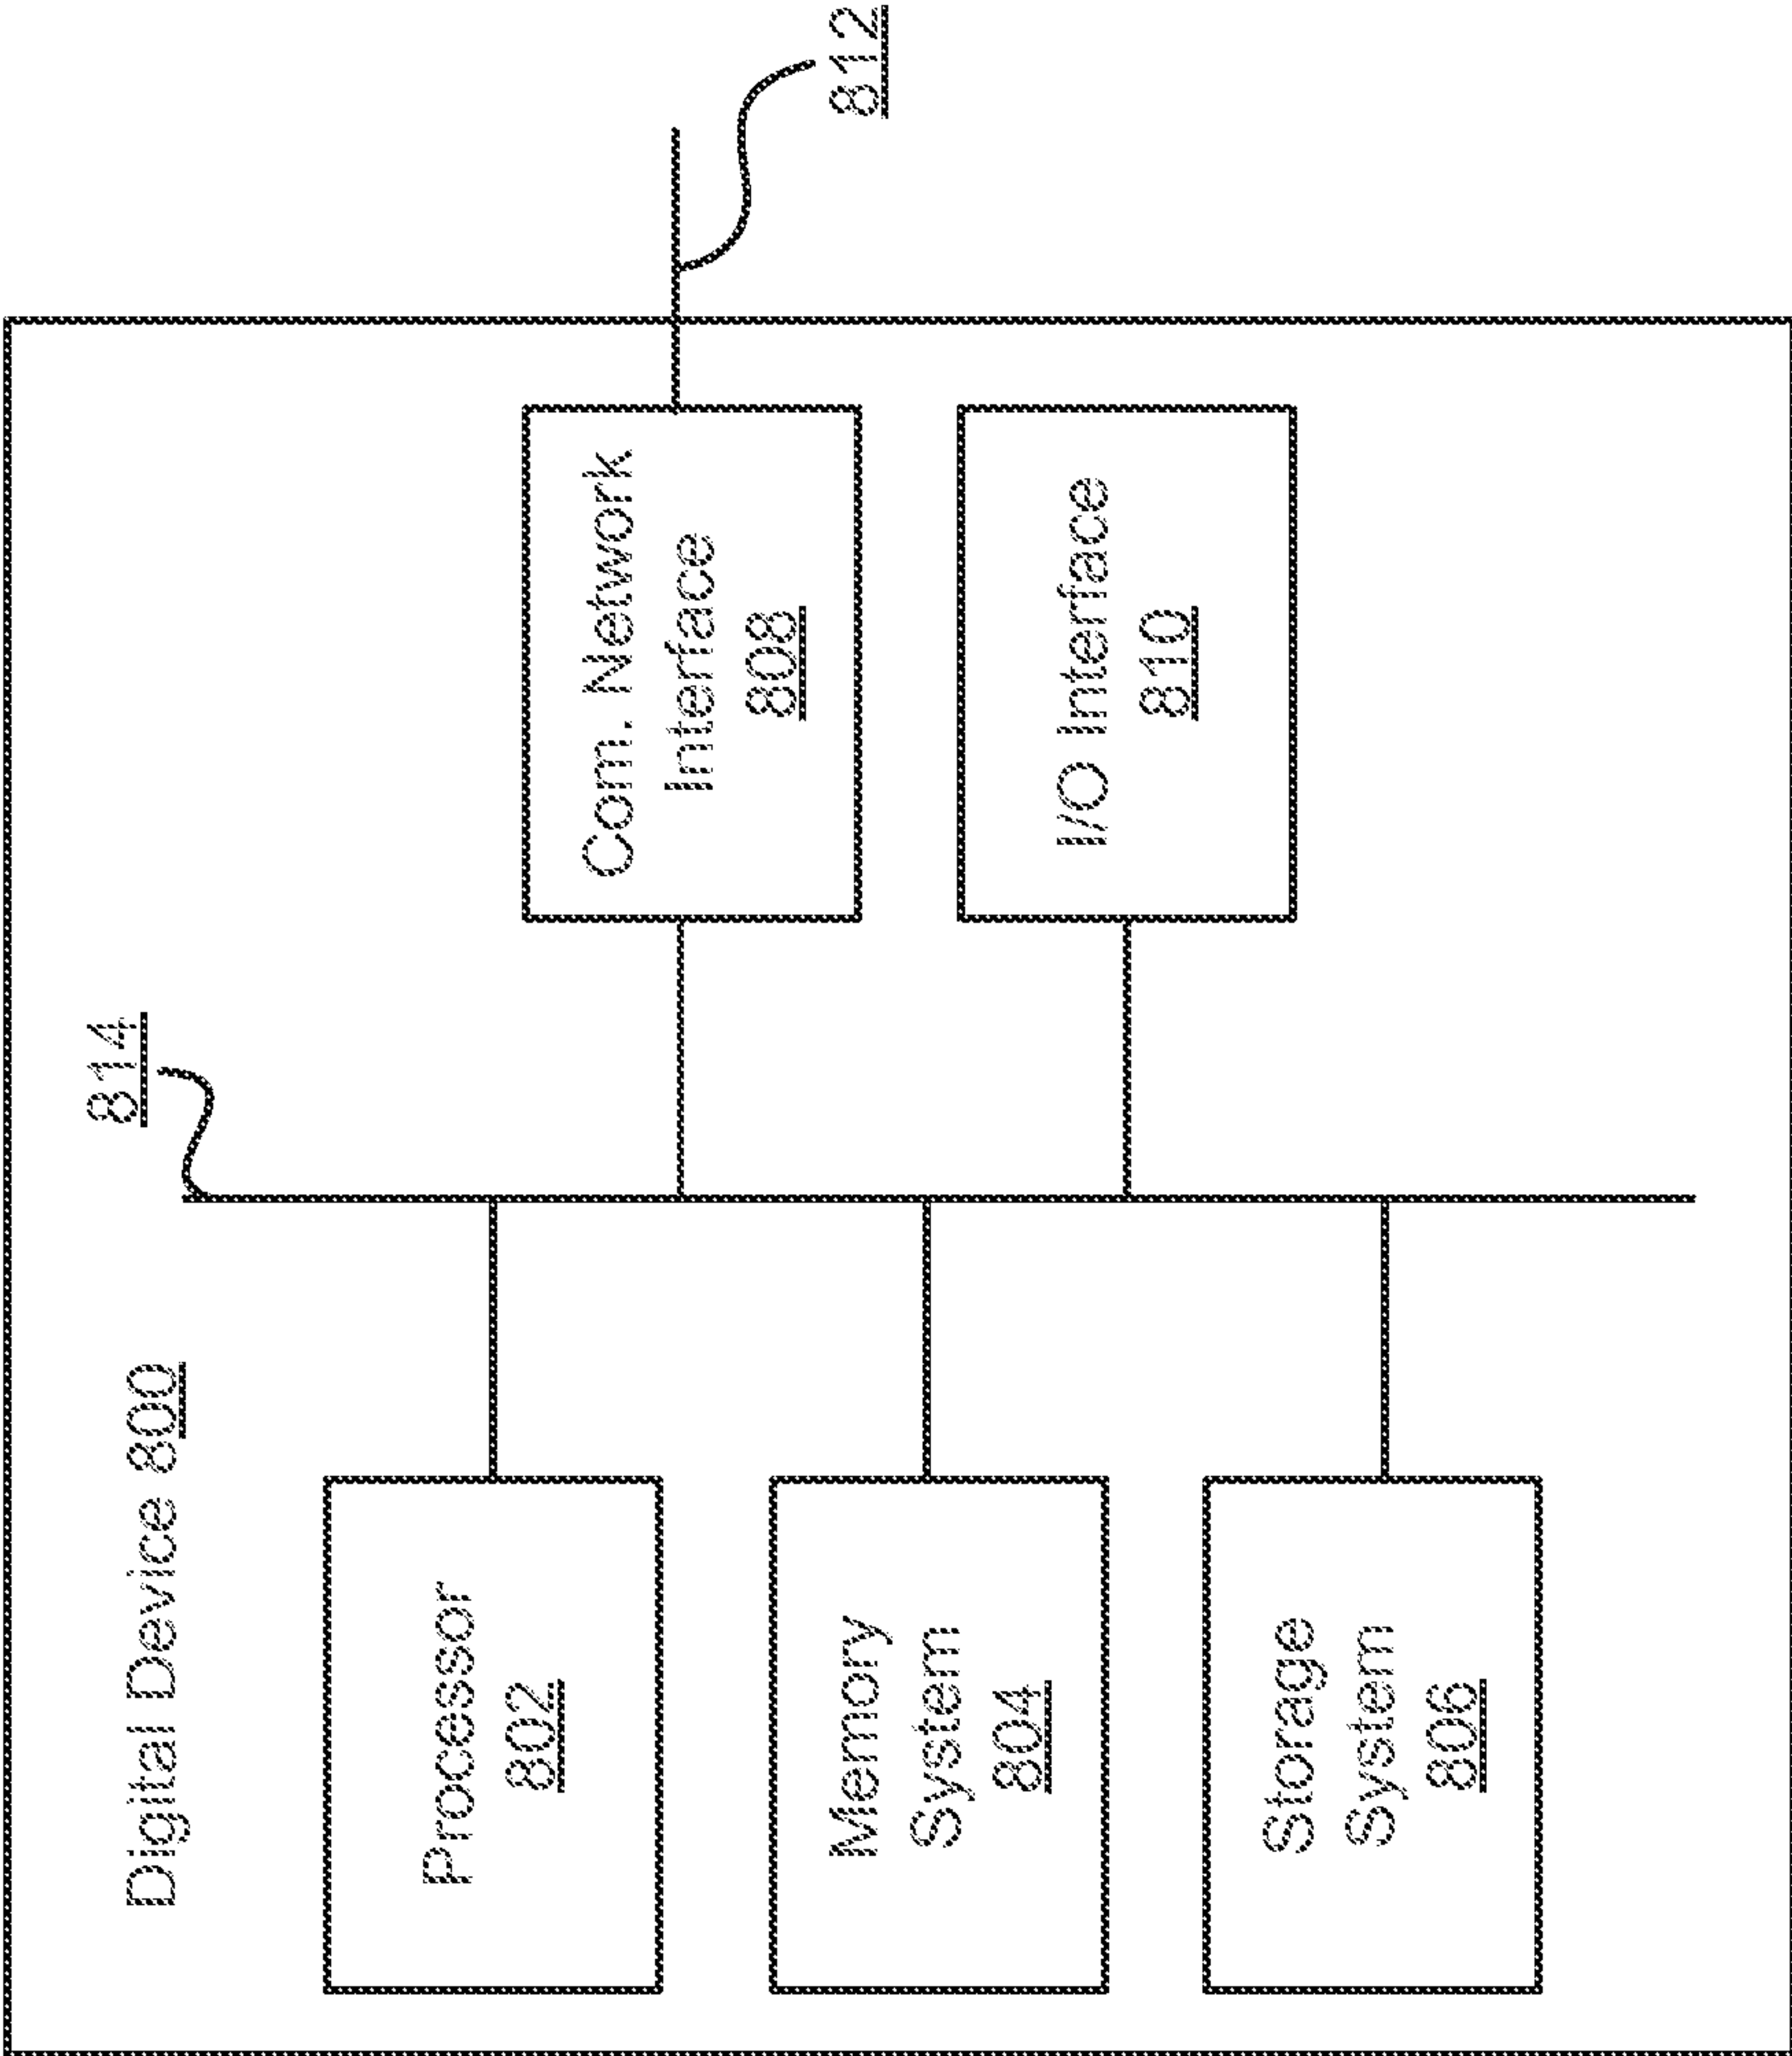 Digital Device 800
814
Processor
802
Memory
System
804
Storage
System
806
Com. Network
Interface
808
I/O Interface
810
812